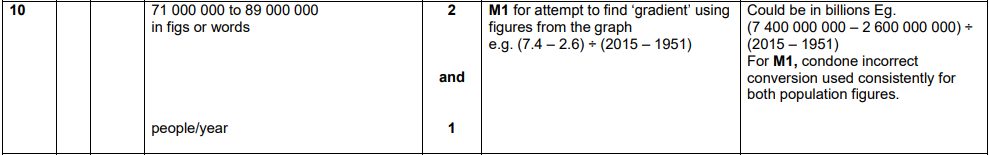 10
71 000 000 to 89 000 000
in figs or words
people/year
2
and
1
M1 for attempt to find ‘gradient’ using
figures from the graph
e.g. (7.4 – 2.6) ÷ (2015 – 1951)
Could be in billions Eg.
(7 400 000 000 – 2 600 000 000) ÷
(2015 – 1951)
For M1, condone incorrect
conversion used consistently for
both population figures.